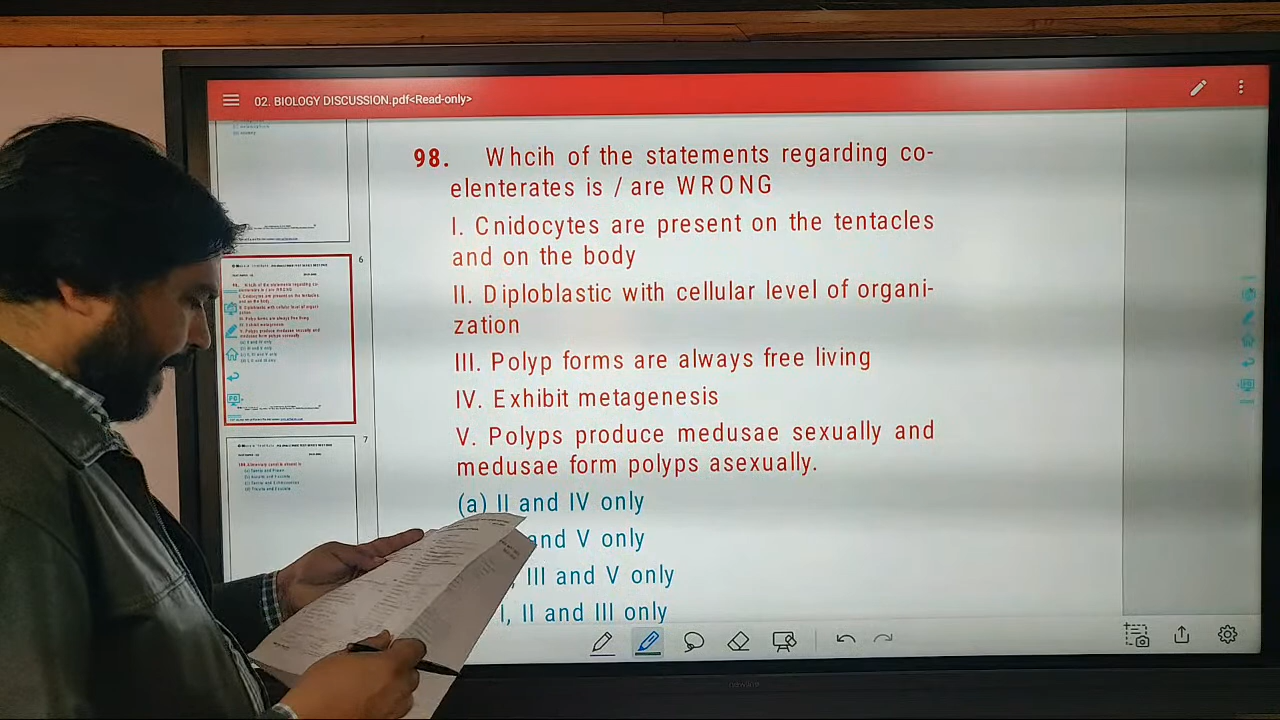 02. BIOLOGY DISCUSSION.pdf<Read-only>
98. Whcih of the statements regarding co-
elenterates is / are WRONG
I. Cnidocytes are present on the tentacles
and on the body
II. Diploblastic with cellular level of organi-
zation
III. Polyp forms are always free living
IV. Exhibit metagenesis
V. Polyps produce medusae sexually and
medusae form polyps asexually.
(a) II and IV only
and V only
, III and V only
I, II and III only
6
7